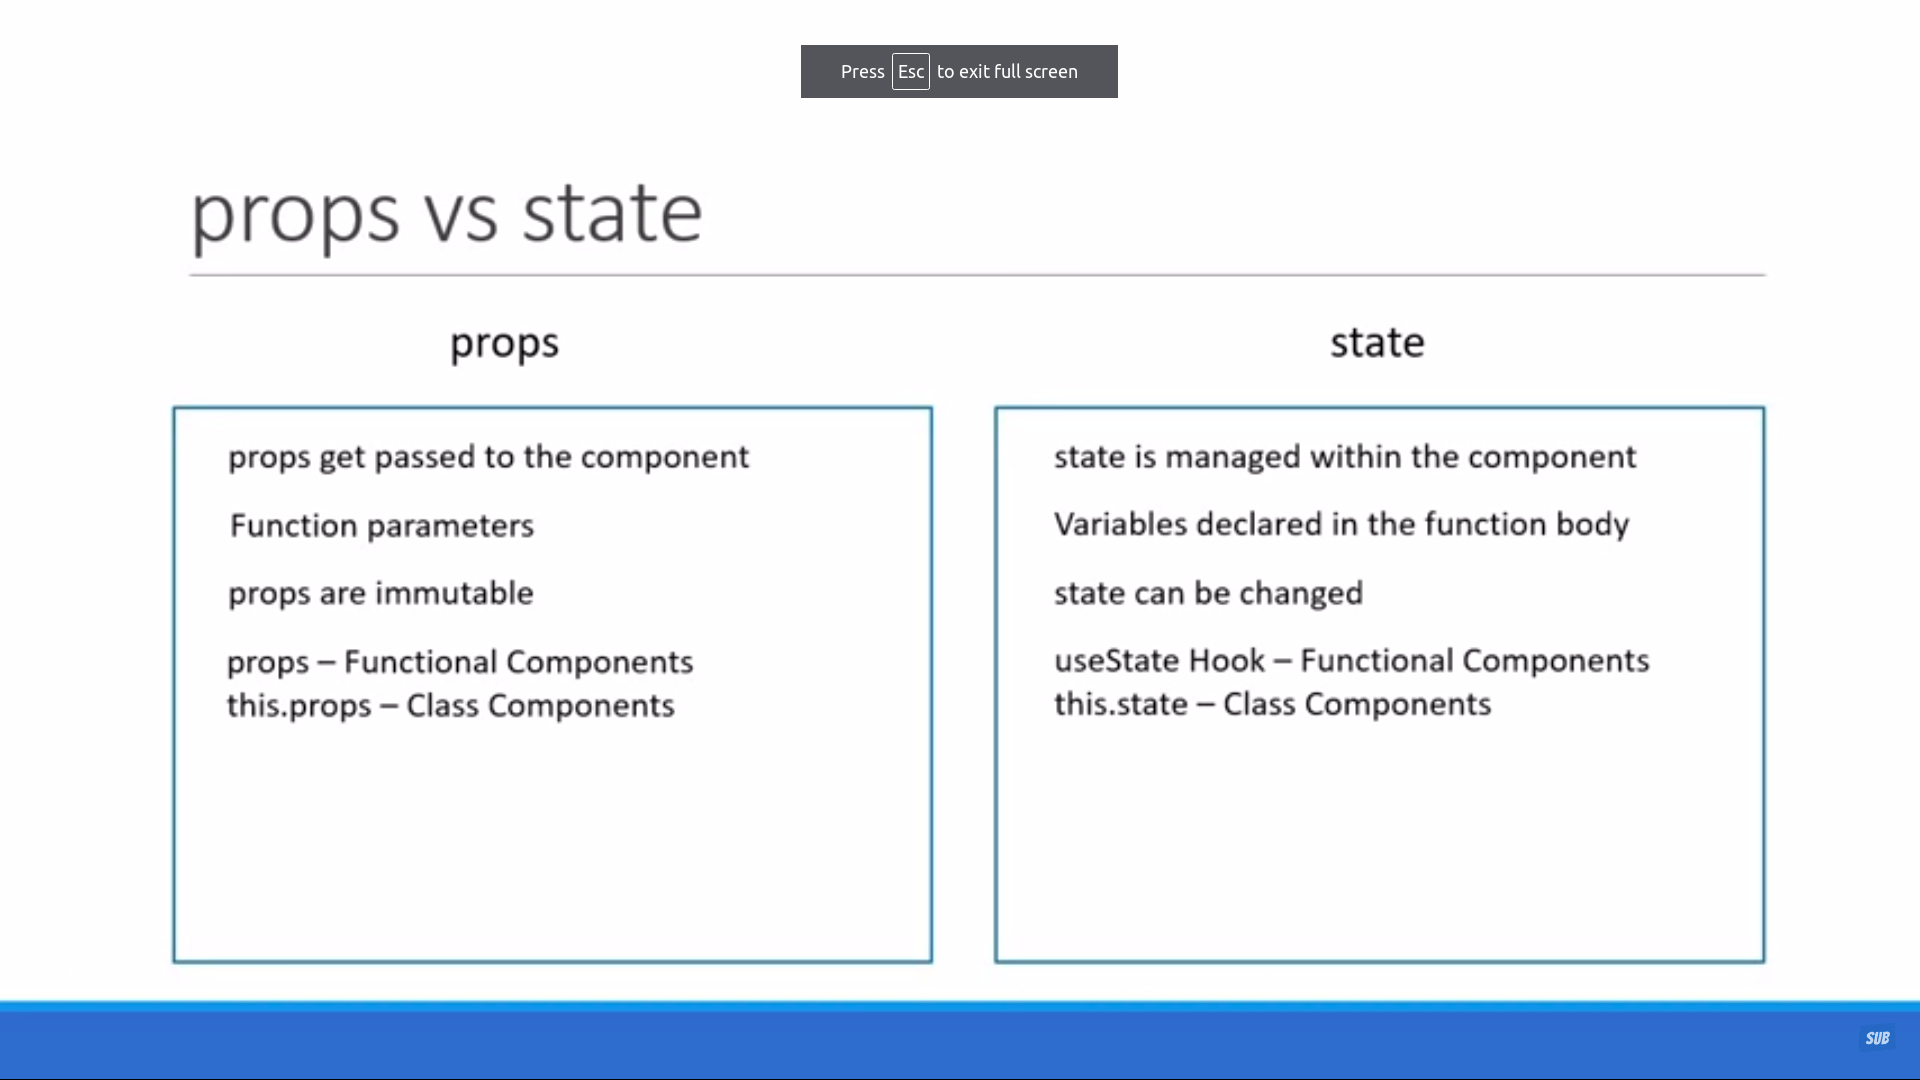 Press Esc to exit full screen
props vs state
props
state
props get passed to the component
Function parameters
props are immutable
props – Functional Components
this.props – Class Components
state is managed within the component
Variables declared in the function body
state can be changed
useState Hook – Functional Components
this.state – Class Components
SUB